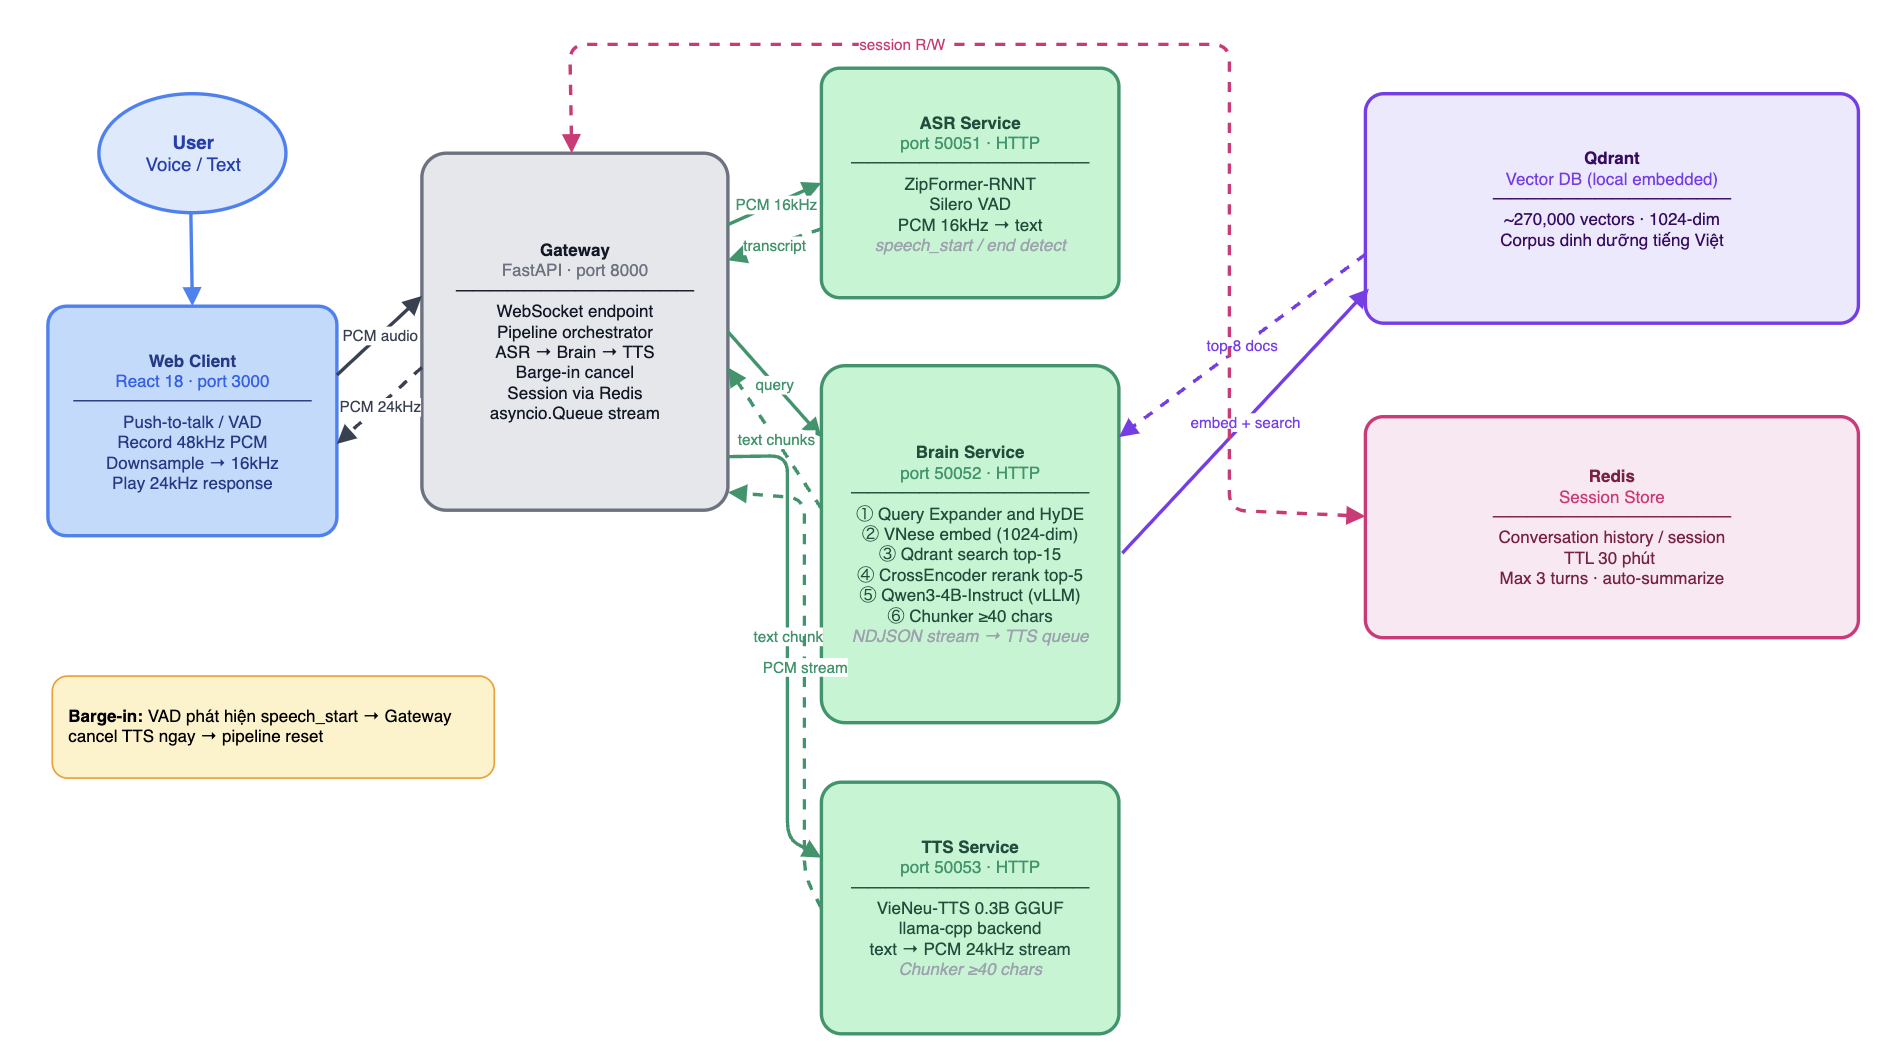 session R/W
User
Voice / Text
Web Client
React 18 · port 3000
Push-to-talk / VAD
Record 48kHz PCM
Downsample → 16kHz
Play 24kHz response
PCM audio
PCM 24kHz
Gateway
FastAPI · port 8000
WebSocket endpoint
Pipeline orchestrator
ASR → Brain → TTS
Barge-in cancel
Session via Redis
asyncio.Queue stream
PCM 16kHz
transcript
query
text chunks
text chunk
PCM stream
ASR Service
port 50051 · HTTP
ZipFormer-RNNT
Silero VAD
PCM 16kHz → text
speech_start / end detect
Brain Service
port 50052 · HTTP
① Query Expander and HyDE
② VNese embed (1024-dim)
③ Qdrant search top-15
④ CrossEncoder rerank top-5
⑤ Qwen3-4B-Instruct (vLLM)
⑥ Chunker ≥40 chars
NDJSON stream → TTS queue
TTS Service
port 50053 · HTTP
VieNeu-TTS 0.3B GGUF
llama-cpp backend
text → PCM 24kHz stream
Chunker ≥40 chars
top-8 docs
embed + search
Qdrant
Vector DB (local embedded)
~270,000 vectors · 1024-dim
Corpus dinh dưỡng tiếng Việt
Redis
Session Store
Conversation history / session
TTL 30 phút
Max 3 turns · auto-summarize
Barge-in: VAD phát hiện speech_start → Gateway
cancel TTS ngay → pipeline reset